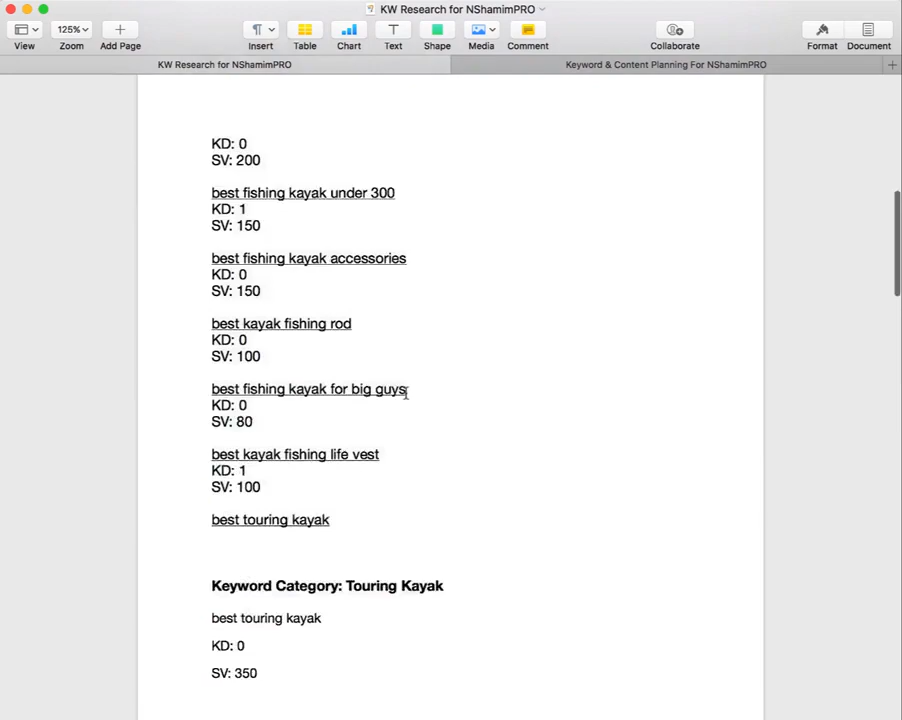 KW Research for NShamimPRO
125%
View
Zoom
Add Page
Insert
Table
Chart
Text
Shape
Media
Comment
Collaborate
Format
Document
KW Research for NShamimPRO
Keyword & Content Planning For NShamimPRO
KD: 0
SV: 200
best fishing kayak under 300
KD: 1
SV: 150
best fishing kayak accessories
KD: 0
SV: 150
best kayak fishing rod
KD: 0
SV: 100
best fishing kayak for big guys
KD: 0
SV: 80
best kayak fishing life vest
KD: 1
SV: 100
best touring kayak
Keyword Category: Touring Kayak
best touring kayak
KD: 0
SV: 350